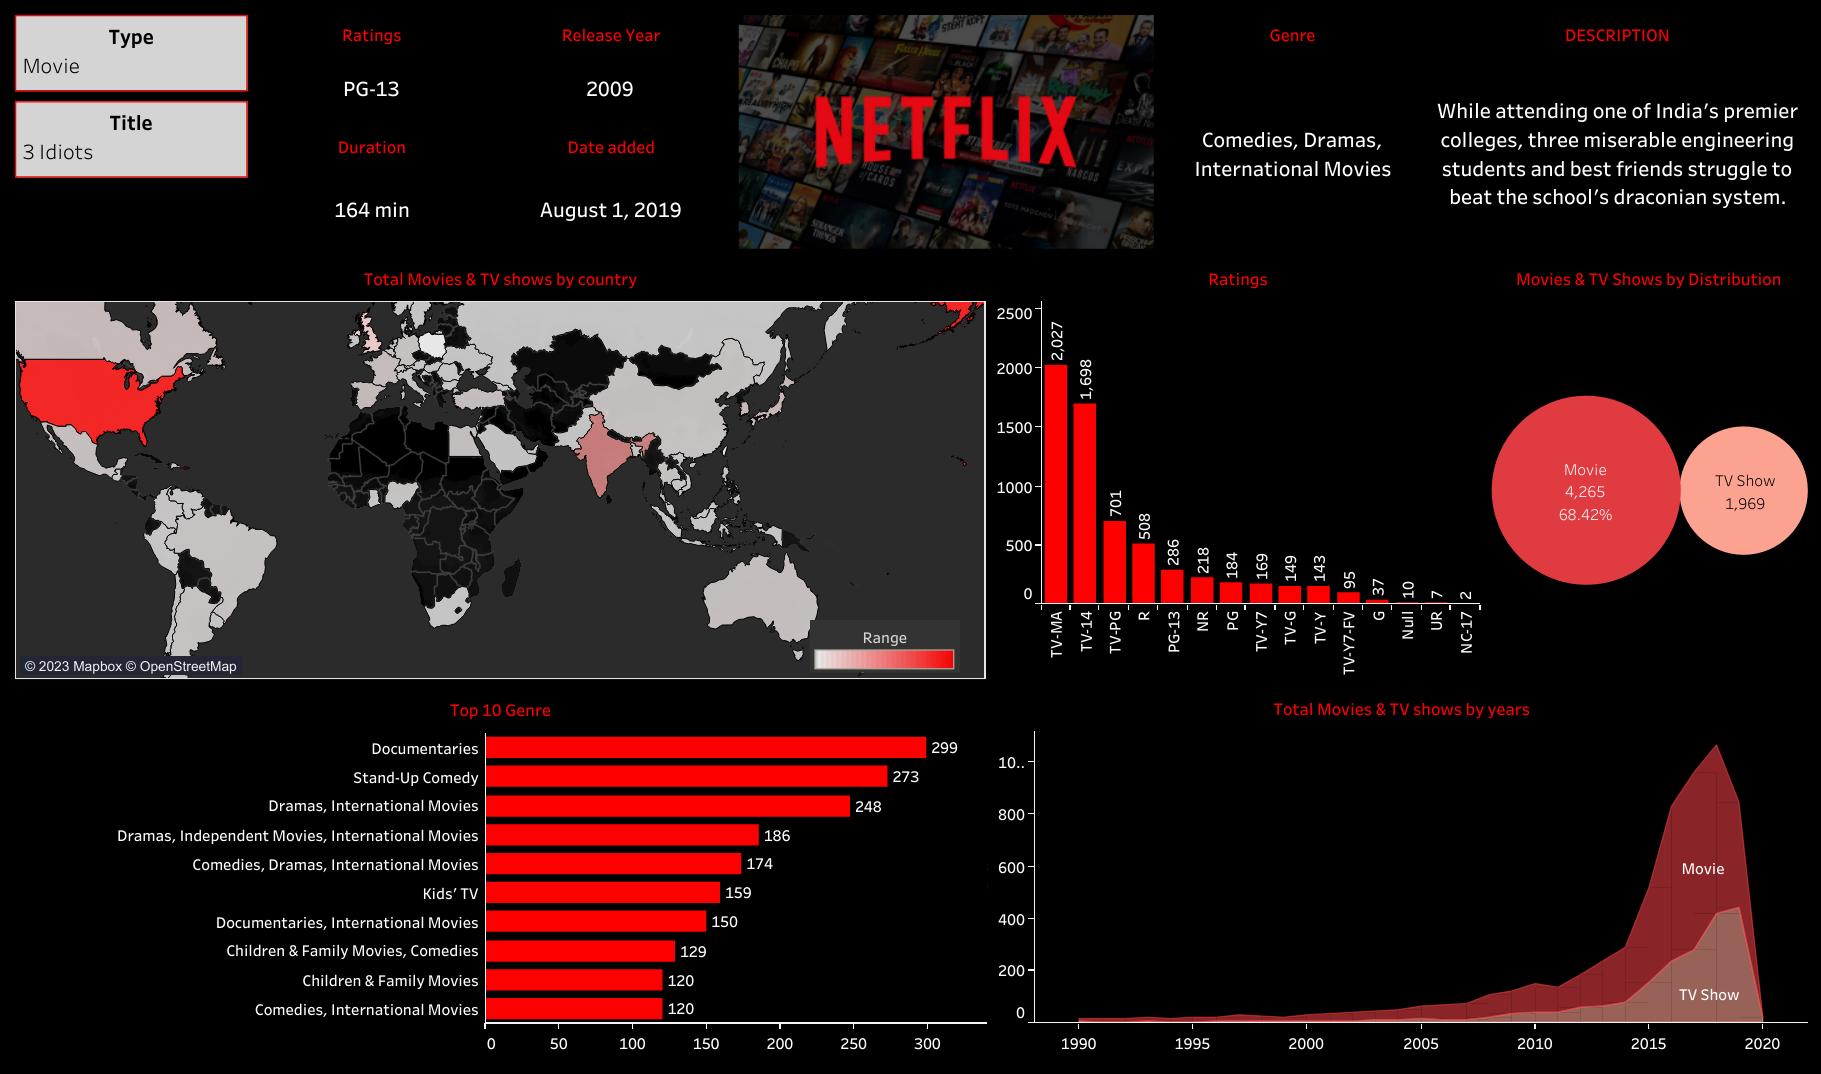 Type
Movie
Title
3 Idiots
Ratings
PG-13
Duration
164 min
Release Year
2009
Date added
August 1, 2019
NETFLIX
HOUSE
OF CARDS
NARCOS
STRANGER
THINGS
Genre
Comedies, Dramas,
International Movies
DESCRIPTION
While attending one of India’s premier
colleges, three miserable engineering
students and best friends struggle to
beat the school’s draconian system.
Total Movies & TV shows by country
© 2023 Mapbox © OpenStreetMap
Range
Ratings
2500
2000
1500
1000
500
0
2,027
1,698
701
508
286
218
184
169
149
143
95
37
10
7
2
TV-MA
TV-14
TV-PG
R
PG-13
NR
PG
TV-Y7
TV-G
TV-Y
TV-Y7-FV
G
Null
UR
NC-17
Movies & TV Shows by Distribution
Movie
4,265
68.42%
TV Show
1,969
Top 10 Genre
Documentaries 299
Stand-Up Comedy 273
Dramas, International Movies 248
Dramas, Independent Movies, International Movies 186
Comedies, Dramas, International Movies 174
Kids’ TV 159
Documentaries, International Movies 150
Children & Family Movies, Comedies 129
Children & Family Movies 120
Comedies, International Movies 120
0 50 100 150 200 250 300
Total Movies & TV shows by years
10..
800
600
400
200
0
Movie
TV Show
1990 1995 2000 2005 2010 2015 2020